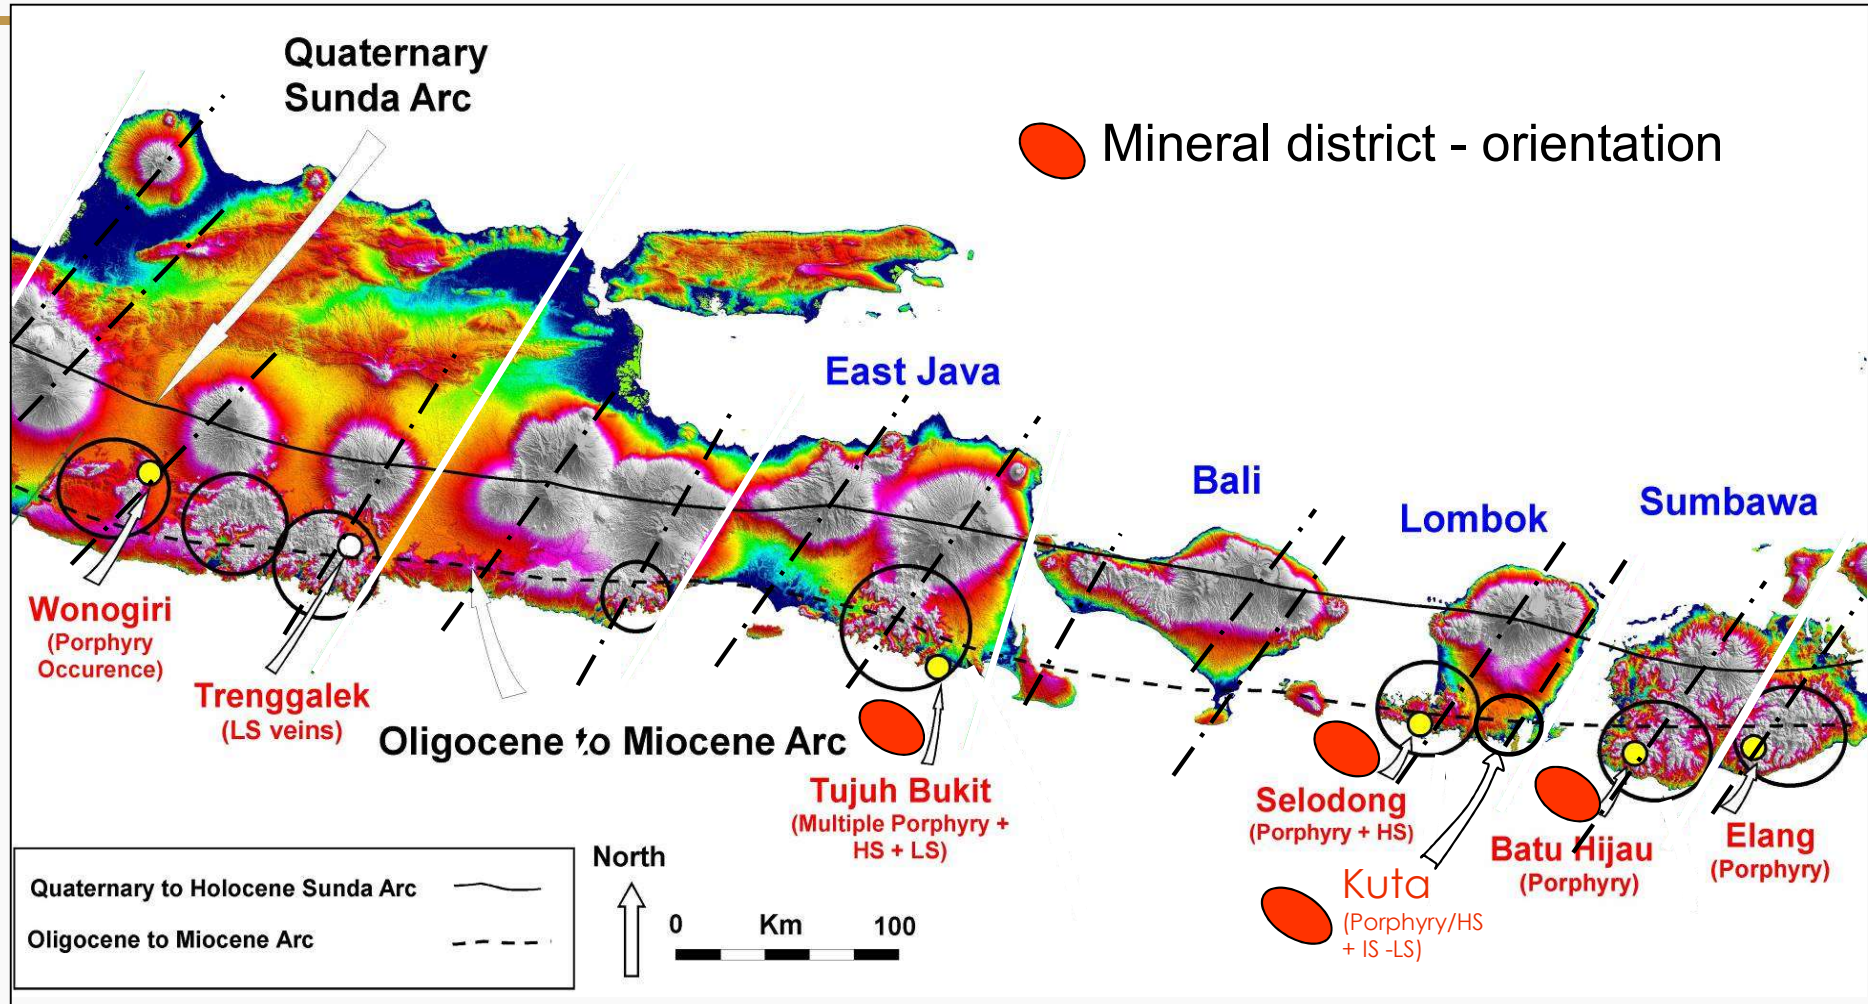 Quaternary
Sunda Arc
Mineral district - orientation
East Java
Bali
Lombok
Sumbawa
Wonogiri
(Porphyry
Occurence)
Trenggalek
(LS veins)
Oligocene to Miocene Arc
Tujuh Bukit
(Multiple Porphyry +
HS + LS)
Selodong
(Porphyry + HS)
Kuta
(Porphyry/HS
+ IS -LS)
Batu Hijau
(Porphyry)
Elang
(Porphyry)
Quaternary to Holocene Sunda Arc
Oligocene to Miocene Arc
North
0 Km 100